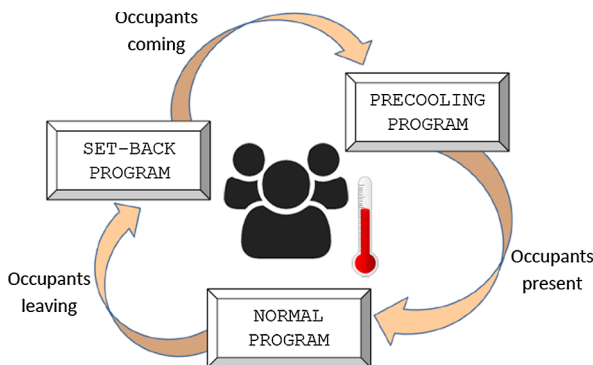 Occupants
coming
PRECOOLING
PROGRAM
SET-BACK
PROGRAM
Occupants
present
Occupants
leaving
NORMAL
PROGRAM